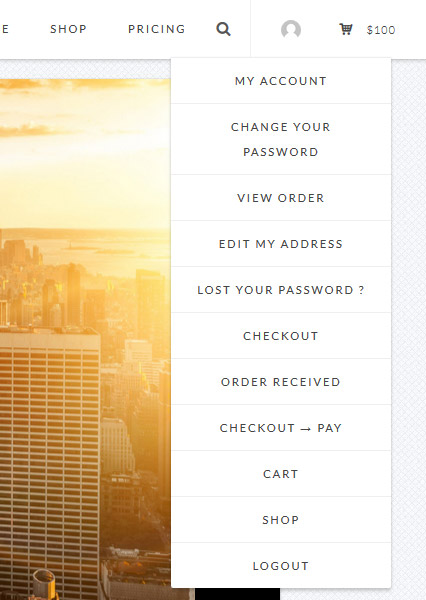 E SHOP PRICING $100
MY ACCOUNT
CHANGE YOUR
PASSWORD
VIEW ORDER
EDIT MY ADDRESS
LOST YOUR PASSWORD ?
CHECKOUT
ORDER RECEIVED
CHECKOUT → PAY
CART
SHOP
LOGOUT